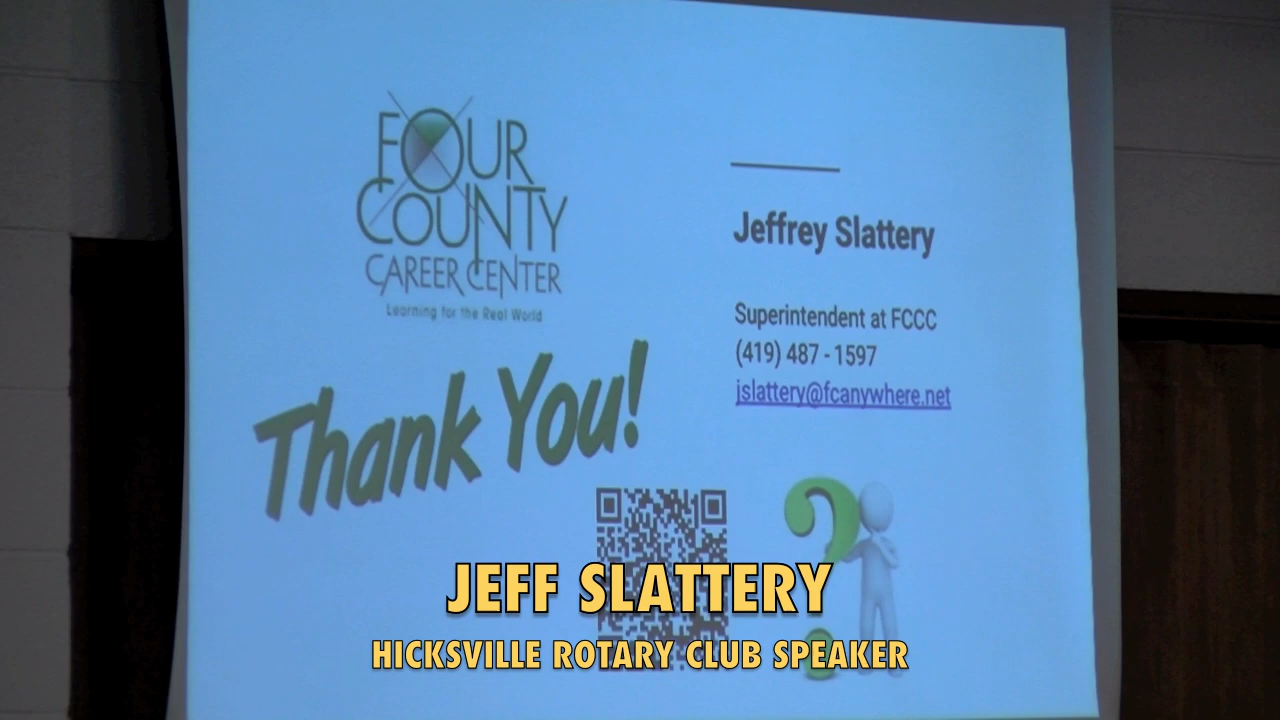 FOUR
COUNTY
CAREER CENTER
Learning for the Real World
Thank You!
Jeffrey Slattery
Superintendent at FCCC
(419) 487 - 1597
jslattery@fcanywhere.net
JEFF SLATTERY
HICKSVILLE ROTARY CLUB SPEAKER